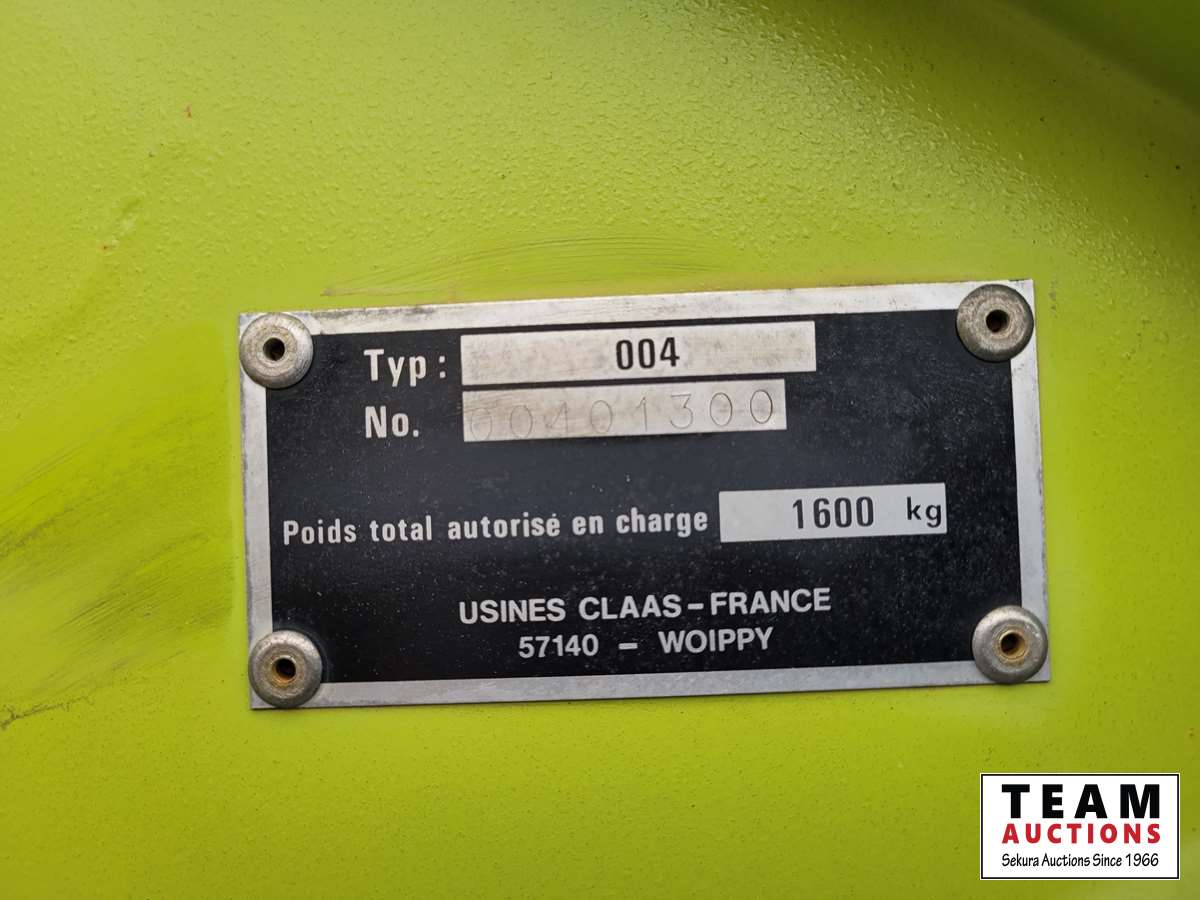 Typ: 004
No. 00401300
Poids total autorisé en charge 1600 kg
USINES CLAAS-FRANCE
57140 - WOIPPY
TEAM
AUCTIONS
Sekura Auctions Since 1966